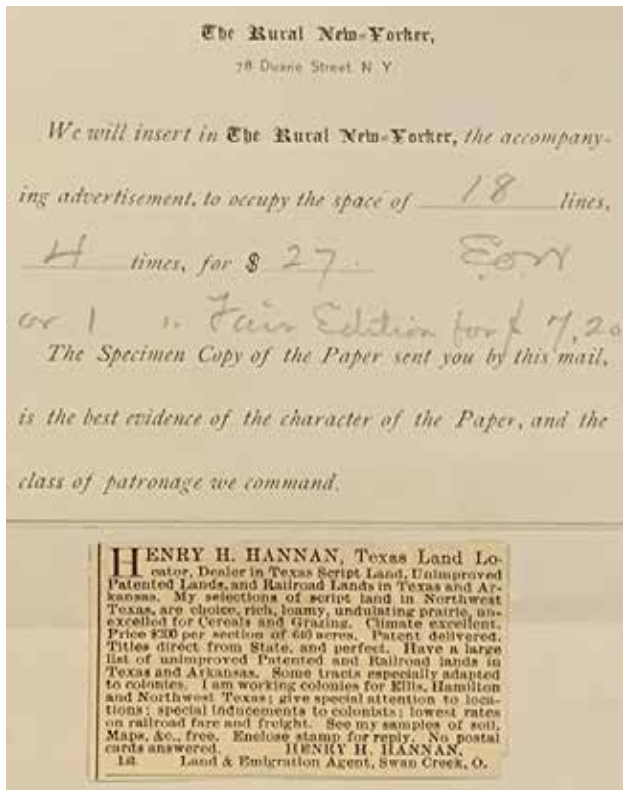 The Rural New-Yorker,
78 Duane Street, N. Y.
We will insert in The Rural New-Yorker, the accompany-
ing advertisement, to occupy the space of 18 lines,
4 times, for $ 27. E.O.W
or 1 " Fair Edition for $ 7,20
The Specimen Copy of the Paper sent you by this mail,
is the best evidence of the character of the Paper, and the
class of patronage we command.
HENRY H. HANNAN, Texas Land Lo-
cator, Dealer in Texas Script Land, Unimproved
Patented Lands, and Railroad Lands in Texas and Ar-
kansas. My selections of script land in Northwest
Texas, are choice, rich, loamy, undulating prairie, un-
excelled for Cereals and Grazing. Climate excellent.
Price $200 per section of 640 acres. Patent delivered.
Titles direct from State, and perfect. Have a large
list of unimproved Patented and Railroad lands in
Texas and Arkansas. Some tracts especially adapted
to colonies. I am working colonies for Ellis, Hamilton
and Northwest Texas; give special attention to loca-
tions; special inducements to colonists; lowest rates
on railroad fare and freight. See my samples of soil,
Maps, &c., free. Enclose stamp for reply. No postal
cards answered. HENRY H. HANNAN,
Land & Emigration Agent, Swan Creek, O.